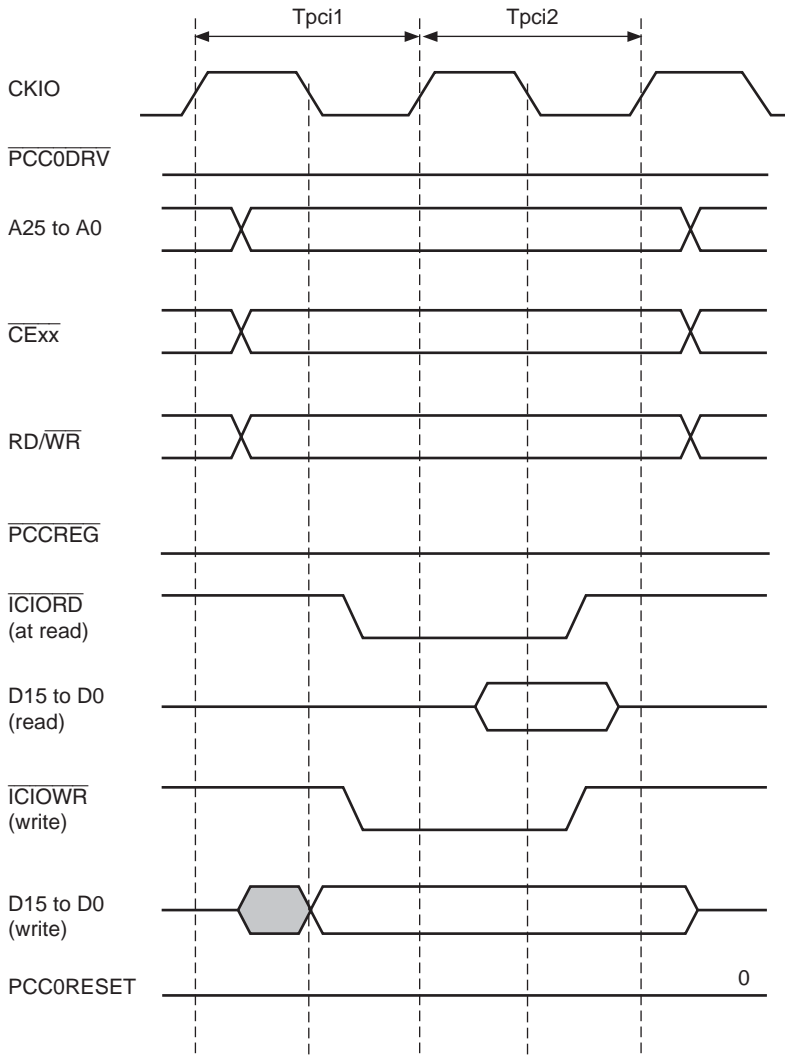 Tpci1 Tpci2
CKIO
PCC0DRV
A25 to A0
CExx
RD/WR
PCCREG
ICIORD
(at read)
D15 to D0
(read)
ICIOWR
(write)
D15 to D0
(write)
PCC0RESET 0